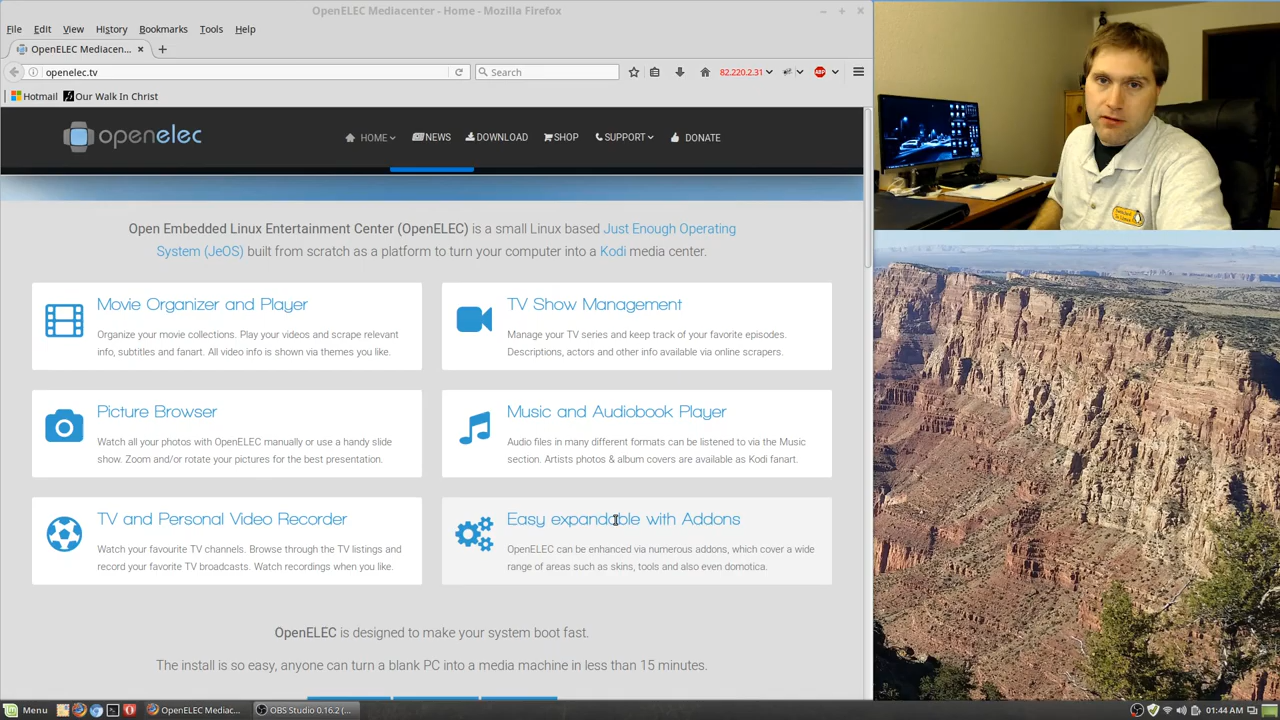 OpenELEC Mediacenter - Home - Mozilla Firefox
File Edit View History Bookmarks Tools Help
OpenELEC Mediacen...
openelec.tv
Search
82.220.2.31
ABP
Hotmail
Our Walk In Christ
openelec
HOME
NEWS
DOWNLOAD
SHOP
SUPPORT
DONATE
Open Embedded Linux Entertainment Center (OpenELEC) is a small Linux based Just Enough Operating
System (JeOS) built from scratch as a platform to turn your computer into a Kodi media center.
Movie Organizer and Player
Organize your movie collections. Play your videos and scrape relevant
info, subtitles and fanart. All video info is shown via themes you like.
TV Show Management
Manage your TV series and keep track of your favorite episodes.
Descriptions, actors and other info available via online scrapers.
Picture Browser
Watch all your photos with OpenELEC manually or use a handy slide
show. Zoom and/or rotate your pictures for the best presentation.
Music and Audiobook Player
Audio files in many different formats can be listened to via the Music
section. Artists photos & album covers are available as Kodi fanart.
TV and Personal Video Recorder
Watch your favourite TV channels. Browse through the TV listings and
record your favorite TV broadcasts. Watch recordings when you like.
Easy expandable with Addons
OpenELEC can be enhanced via numerous addons, which cover a wide
range of areas such as skins, tools and also even domotica.
OpenELEC is designed to make your system boot fast.
The install is so easy, anyone can turn a blank PC into a media machine in less than 15 minutes.
Menu
OpenELEC Mediac...
OBS Studio 0.16.2 (...
01:44 AM